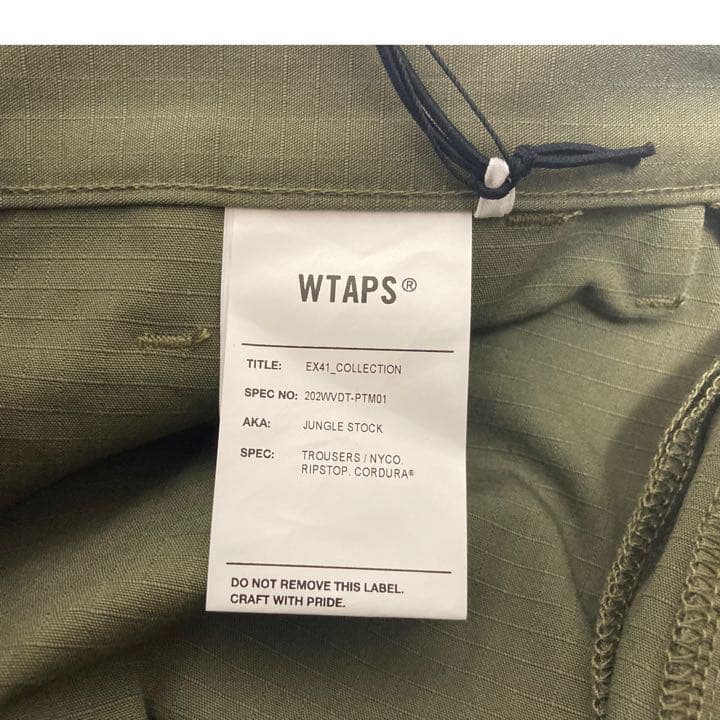 WTAPS®
TITLE: EX41_COLLECTION
SPEC NO: 202WVDT-PTM01
AKA: JUNGLE STOCK
SPEC: TROUSERS / NYCO.
RIPSTOP. CORDURA®
DO NOT REMOVE THIS LABEL.
CRAFT WITH PRIDE.